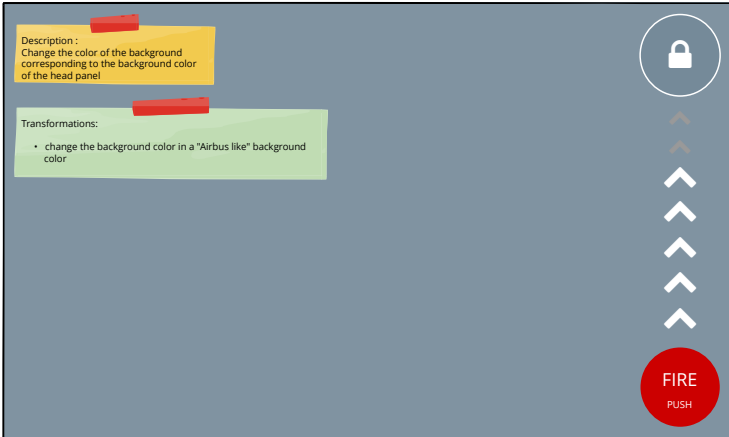 Description :
Change the color of the background
corresponding to the background color
of the head panel
Transformations:
• change the background color in a "Airbus like" background
color
FIRE
PUSH